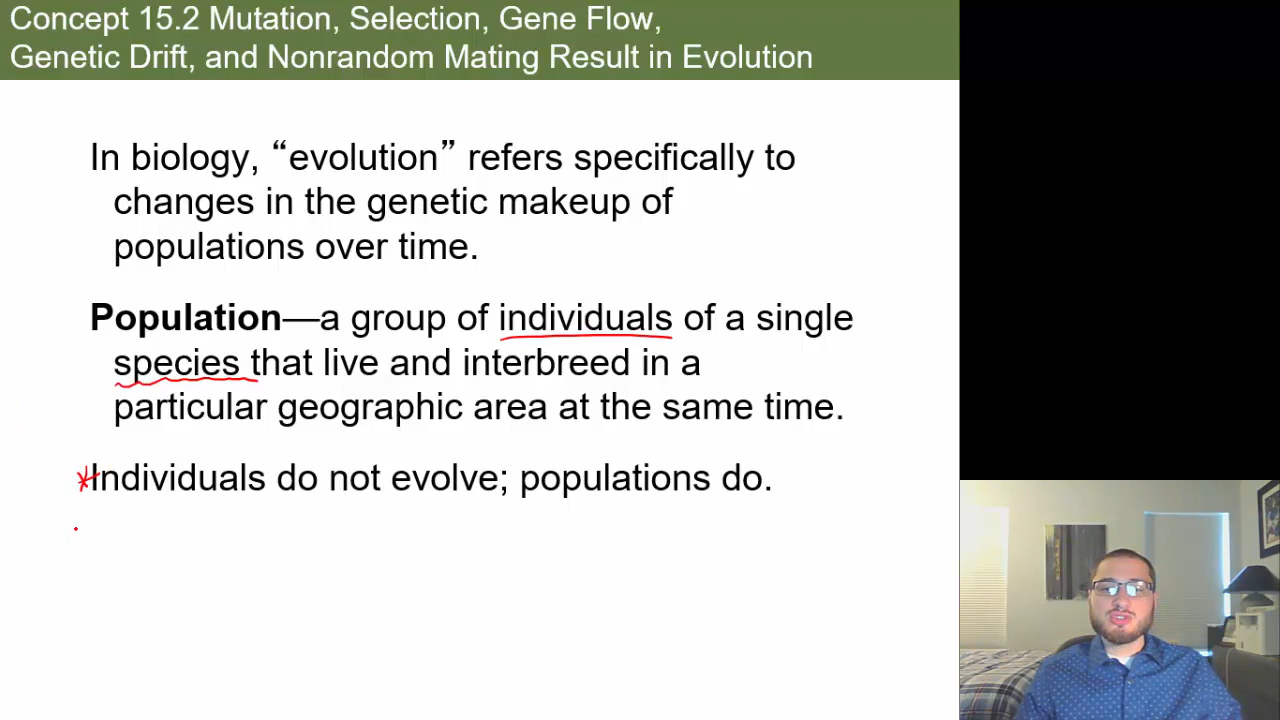 Concept 15.2 Mutation, Selection, Gene Flow,
Genetic Drift, and Nonrandom Mating Result in Evolution
In biology, “evolution” refers specifically to
changes in the genetic makeup of
populations over time.
Population—a group of individuals of a single
species that live and interbreed in a
particular geographic area at the same time.
*Individuals do not evolve; populations do.